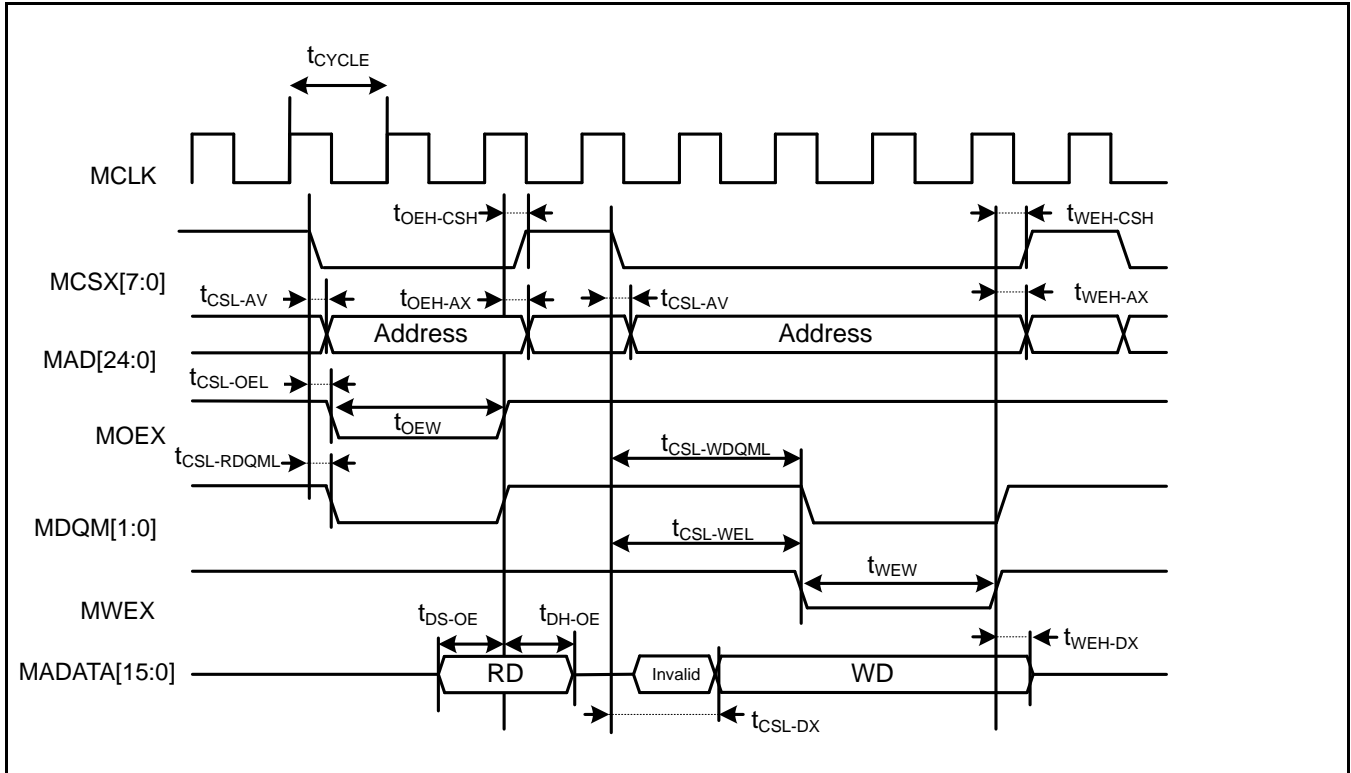 tCYCLE
MCLK
tOEH-CSH
tWEH-CSH
MCSX[7:0]
tCSL-AV
tOEH-AX
tCSL-AV
tWEH-AX
Address
Address
MAD[24:0]
tCSL-OEL
tOEW
MOEX
tCSL-RDQML
tCSL-WDQML
MDQM[1:0]
tCSL-WEL
tWEW
MWEX
tDS-OE
tDH-OE
tWEH-DX
MADATA[15:0]
RD
Invalid
WD
tCSL-DX